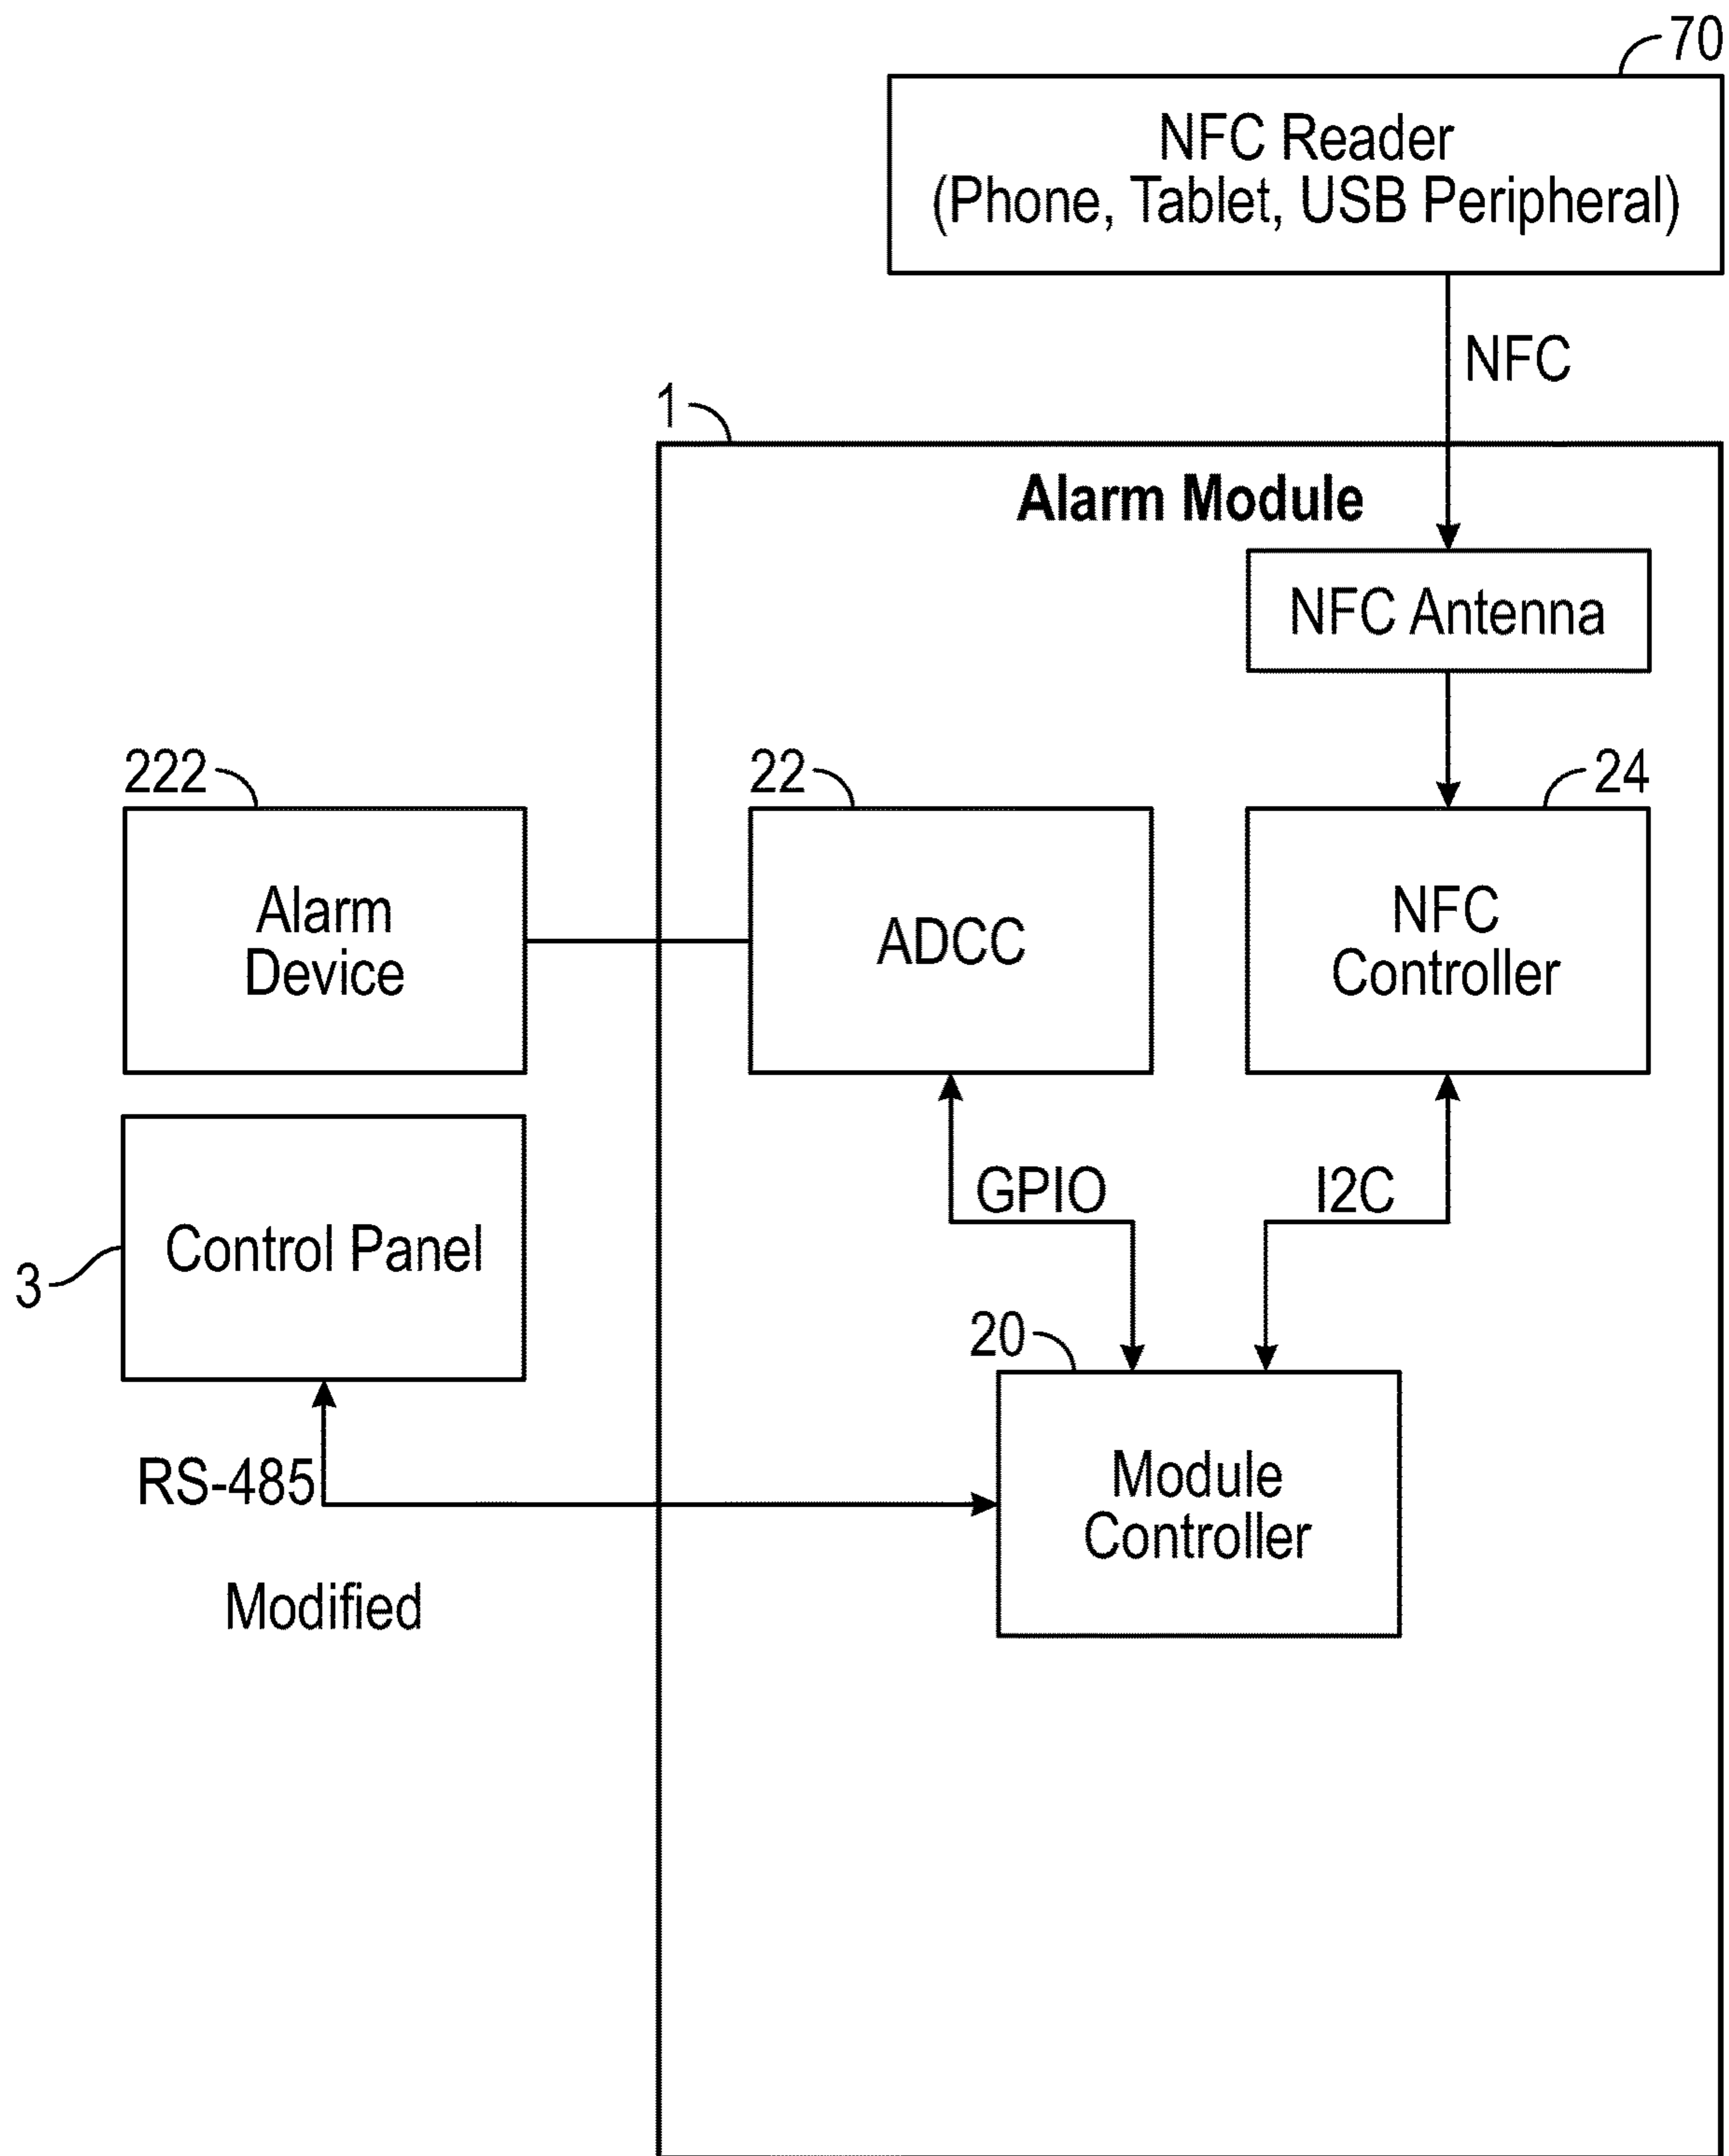 70
NFC Reader
(Phone, Tablet, USB Peripheral)
NFC
1
Alarm Module
NFC Antenna
222
22
24
Alarm
Device
ADCC
NFC
Controller
GPIO
I2C
Control Panel
3
20
RS-485
Module
Controller
Modified